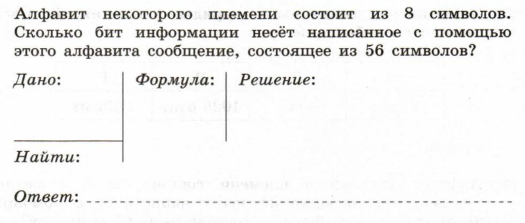 Алфавит некоторого племени состоит из 8 символов.
Сколько бит информации несёт написанное с помощью
этого алфавита сообщение, состоящее из 56 символов?
Дано: Формула: Решение:
Найти:
Ответ: